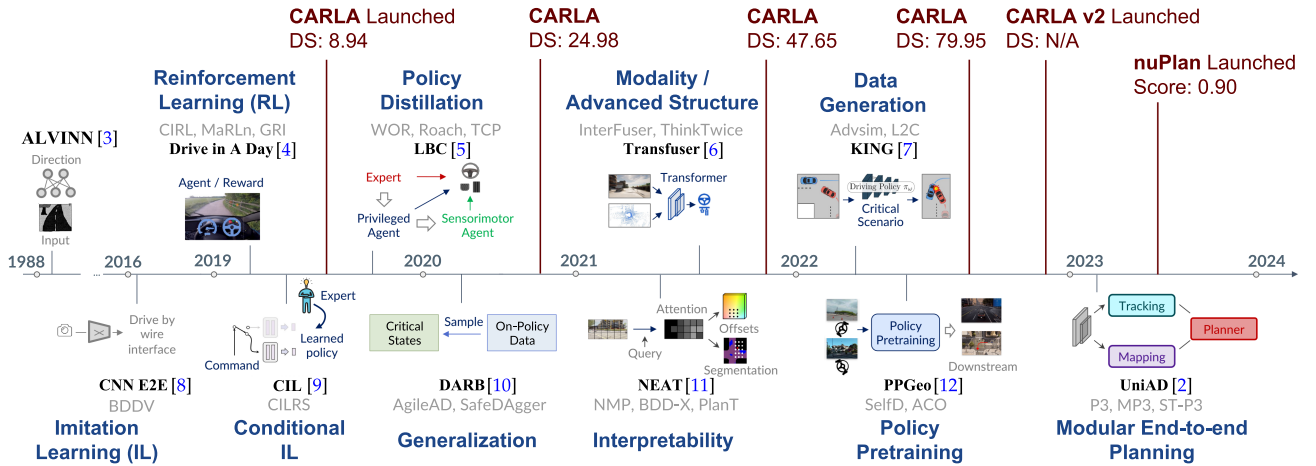 CARLA Launched
DS: 8.94
CARLA
DS: 24.98
CARLA
DS: 47.65
CARLA
DS: 79.95
CARLA v2 Launched
DS: N/A
nuPlan Launched
Score: 0.90
ALVINN [3]
Direction
Input
Reinforcement
Learning (RL)
CIRL, MaRLn, GRI
Drive in A Day [4]
Agent / Reward
Policy
Distillation
WOR, Roach, TCP
LBC [5]
Expert
Privileged
Agent
Sensorimotor
Agent
Modality /
Advanced Structure
InterFuser, ThinkTwice
Transfuser [6]
Transformer
Data
Generation
Advsim, L2C
KING [7]
Driving Policy
Critical
Scenario
1988
...
2016
2019
2020
2021
2022
2023
2024
Drive by
wire
interface
CNN E2E [8]
BDDV
Imitation
Learning (IL)
Expert
Learned
policy
Command
CIL [9]
CILRS
Conditional
IL
Critical
States
Sample
On-Policy
Data
DARB [10]
AgileAD, SafeDAgger
Generalization
Attention
Query
Offsets
Segmentation
NEAT [11]
NMP, BDD-X, PlanT
Interpretability
Policy
Pretraining
Downstream
PPGeo [12]
SelfD, ACO
Policy
Pretraining
Tracking
Mapping
Planner
UniAD [2]
P3, MP3, ST-P3
Modular End-to-end
Planning